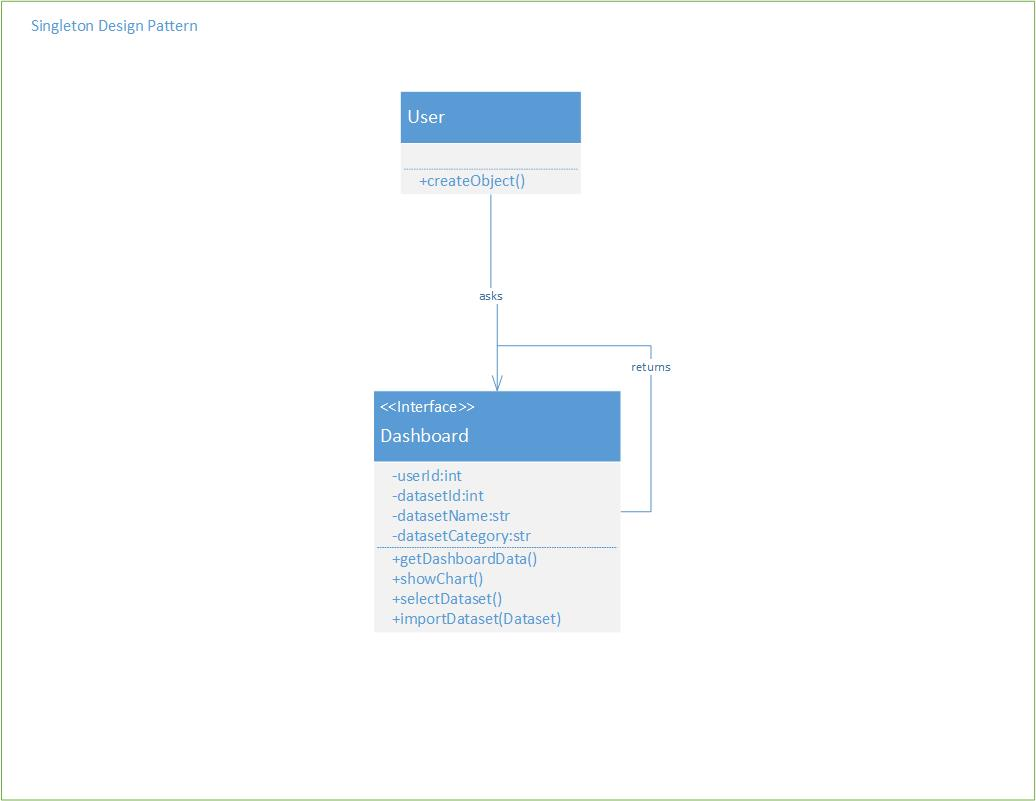 Singleton Design Pattern
User
+createObject()
asks
returns
<<Interface>>
Dashboard
-userId:int
-datasetId:int
-datasetName:str
-datasetCategory:str
+getDashboardData()
+showChart()
+selectDataset()
+importDataset(Dataset)